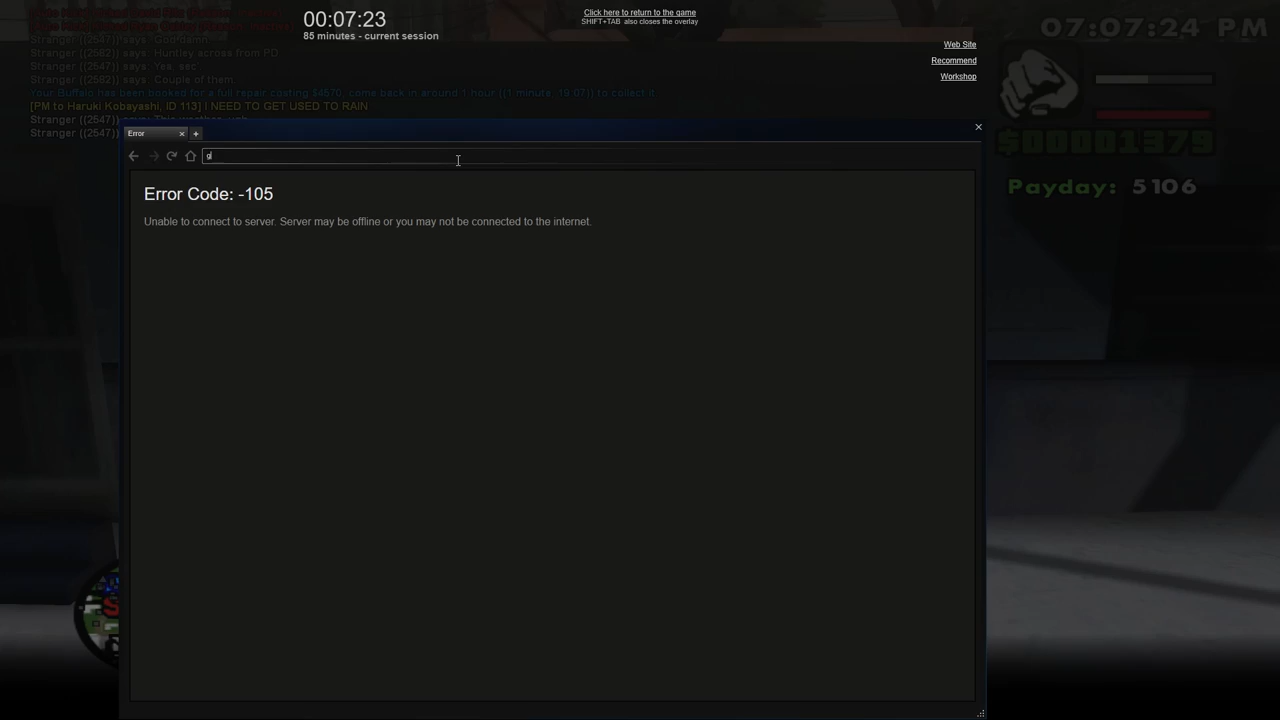 00:07:23
85 minutes - current session
Click here to return to the game
SHIFT+TAB also closes the overlay
Web Site
Recommend
Workshop
07:07:24 PM
$00001379
Payday: 5106
Stranger ((2547)) says: God damn.
Stranger ((2562)) says: Huntley across from PD
Stranger ((2547)) says: Yea, sec.
Stranger ((2562)) says: Couple of them.
Your Buffalo has been booked for a full repair costing $4570, come back in around 1 hour ((1 minute, 19:07)) to collect it.
[PM to Haruki Kobayashi, ID 113] I NEED TO GET USED TO RAIN
Stranger ((2547)) says: This weather, ugh.
Stranger ((2547))
Error
g
Error Code: -105
Unable to connect to server. Server may be offline or you may not be connected to the internet.